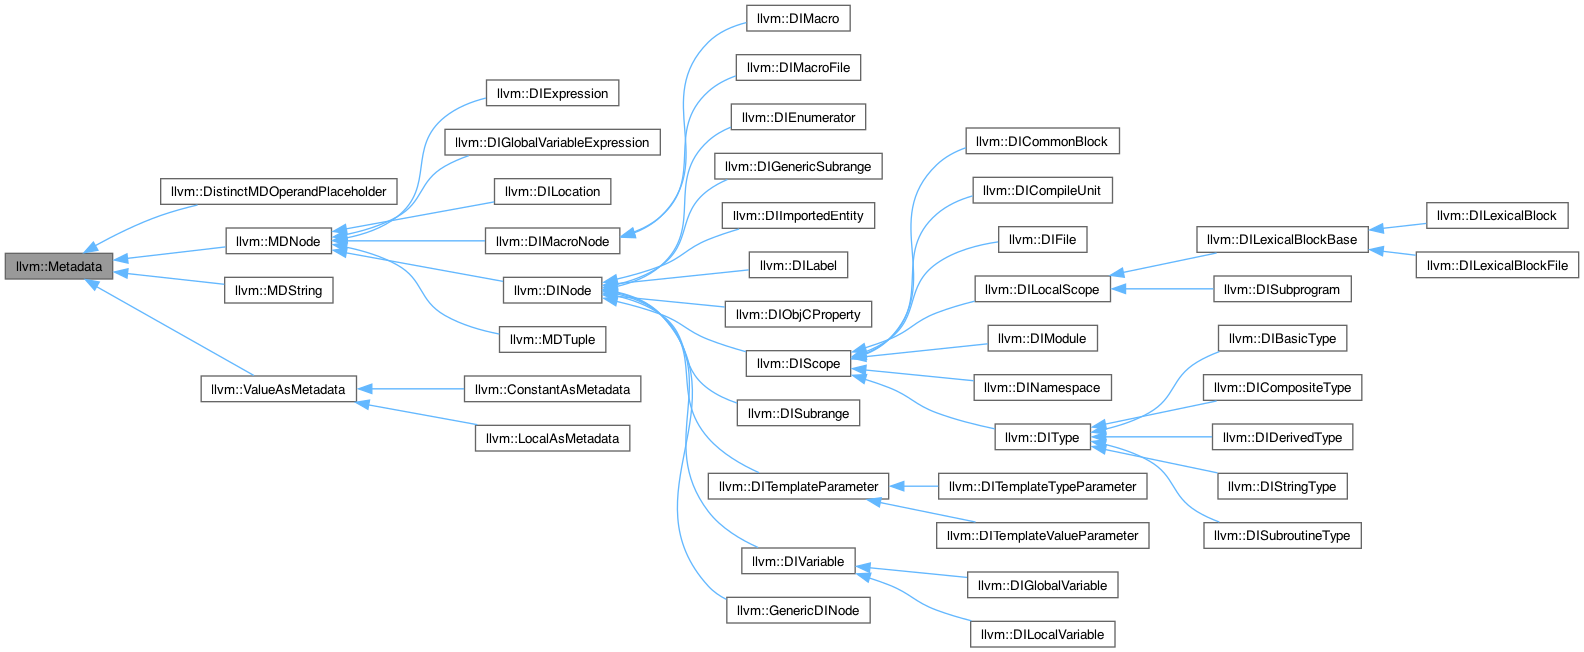 llvm::Metadata
llvm::DistinctMDOperandPlaceholder
llvm::MDNode
llvm::MDString
llvm::ValueAsMetadata
llvm::DIExpression
llvm::DIGlobalVariableExpression
llvm::DILocation
llvm::DIMacroNode
llvm::DINode
llvm::MDTuple
llvm::ConstantAsMetadata
llvm::LocalAsMetadata
llvm::DIMacro
llvm::DIMacroFile
llvm::DIEnumerator
llvm::DIGenericSubrange
llvm::DIImportedEntity
llvm::DILabel
llvm::DIObjCProperty
llvm::DIScope
llvm::DISubrange
llvm::DITemplateParameter
llvm::DIVariable
llvm::GenericDINode
llvm::DICommonBlock
llvm::DICompileUnit
llvm::DIFile
llvm::DILocalScope
llvm::DIModule
llvm::DINamespace
llvm::DIType
llvm::DITemplateTypeParameter
llvm::DITemplateValueParameter
llvm::DIGlobalVariable
llvm::DILocalVariable
llvm::DILexicalBlockBase
llvm::DISubprogram
llvm::DIBasicType
llvm::DICompositeType
llvm::DIDerivedType
llvm::DIStringType
llvm::DISubroutineType
llvm::DILexicalBlock
llvm::DILexicalBlockFile